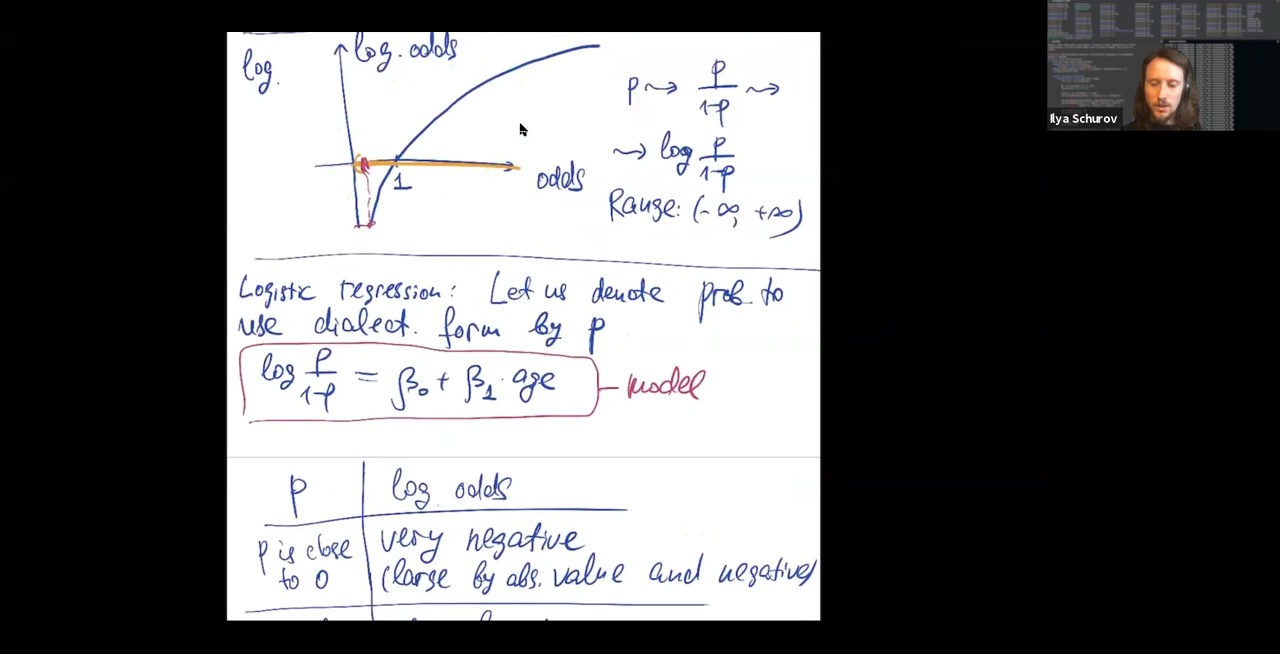 log.
log. odds
1
odds
p ⇝ p/(1-p) ⇝
⇝ log p/(1-p)
Range: (-∞, +∞)
Logistic regression: Let us denote prob. to
use dialect. form by p
log p/(1-p) = β₀ + β₁ · age
model
p | log odds
p is close | very negative
to 0 | (large by abs. value and negative)
Ilya Schurov